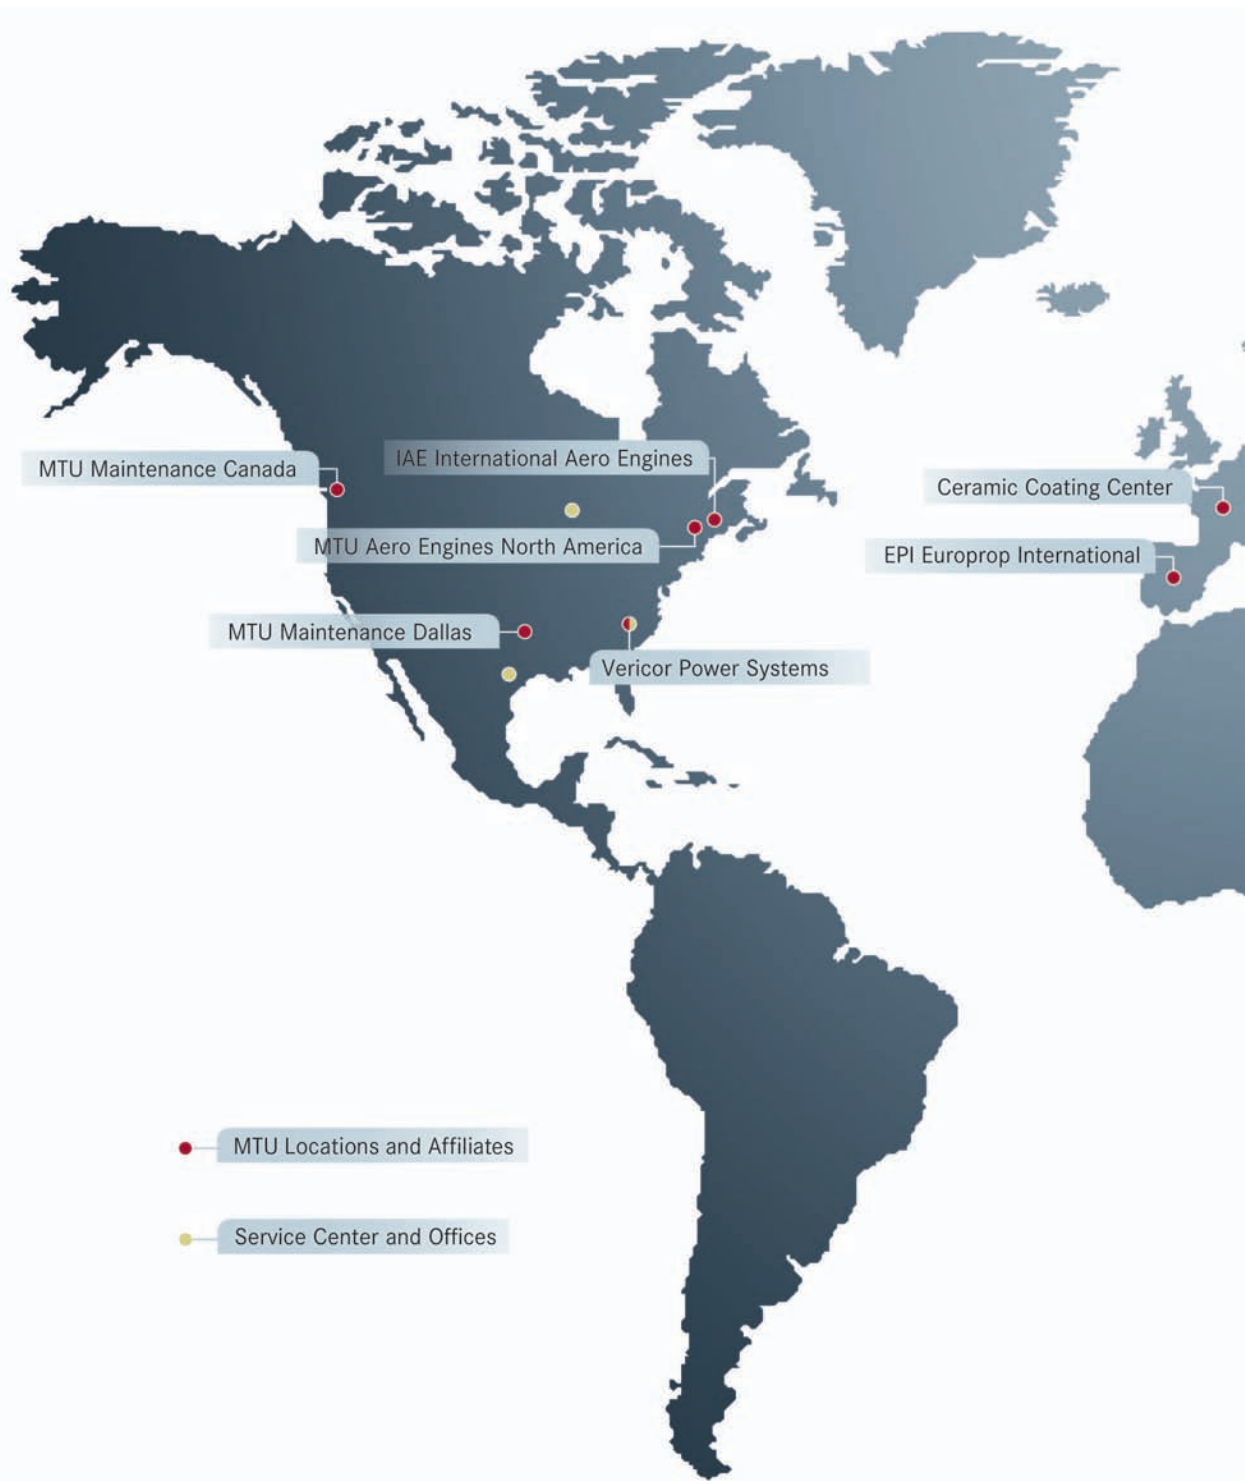 IAE International Aero Engines
MTU Maintenance Canada
Ceramic Coating Center
MTU Aero Engines North America
EPI Europrop International
MTU Maintenance Dallas
Vericor Power Systems
MTU Locations and Affiliates
Service Center and Offices